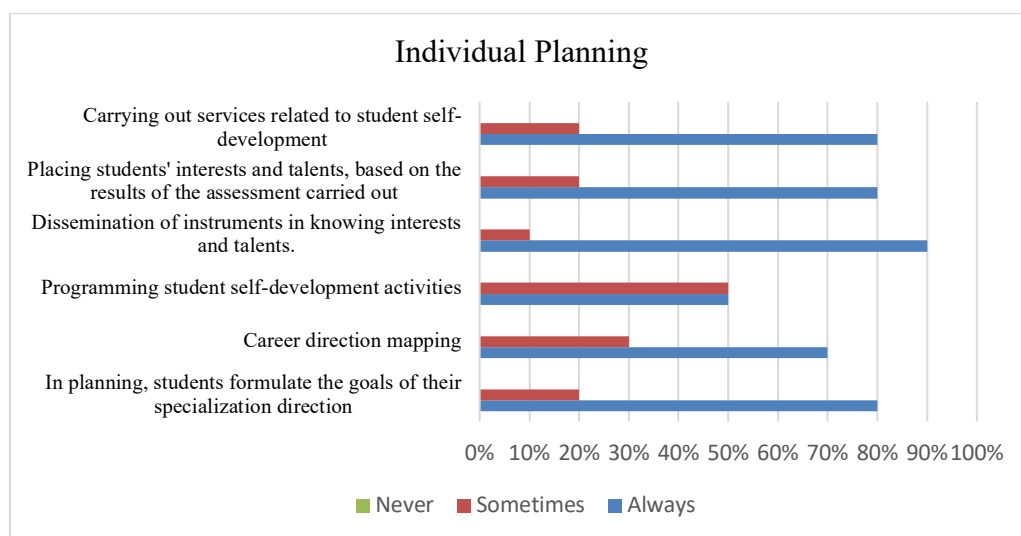 Individual Planning
Carrying out services related to student self-
development
Placing students' interests and talents, based on the
results of the assessment carried out
Dissemination of instruments in knowing interests
and talents.
Programming student self-development activities
Career direction mapping
In planning, students formulate the goals of their
specialization direction
0% 10% 20% 30% 40% 50% 60% 70% 80% 90% 100%
Never Sometimes Always